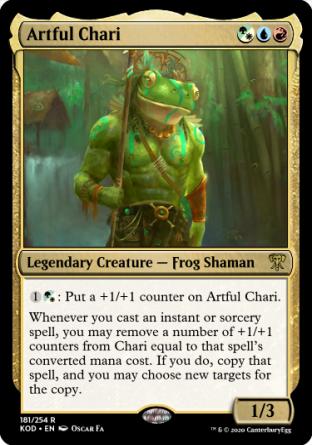 Artful Chari
Legendary Creature — Frog Shaman
1 : Put a +1/+1 counter on Artful Chari.
Whenever you cast an instant or sorcery
spell, you may remove a number of +1/+1
counters from Chari equal to that spell's
converted mana cost. If you do, copy that
spell, and you may choose new targets for
the copy.
1/3
181/254 R
KOD • EN Oscar Fa
™ & © 2020 CanterburyEgg